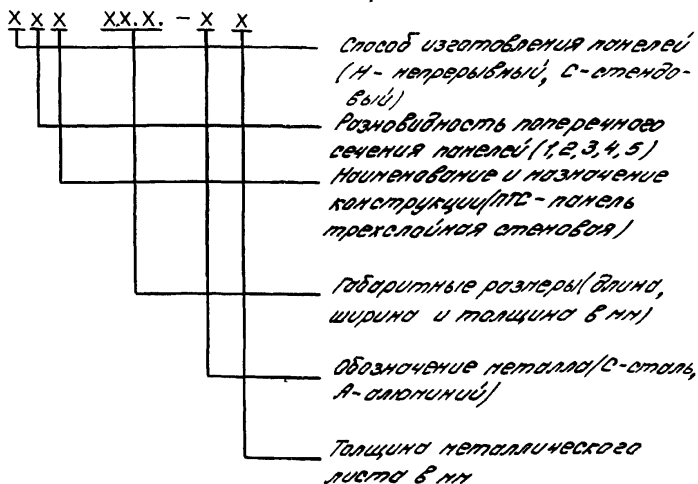 X X X XX.X. - X X
Способ изготовления панелей
(Н- непрерывный, С-стендо-
вый)
Разновидность поперечного
сечения панелей (1,2,3,4,5)
Наименование и назначение
конструкции(ПТС-панель
трехслойная стеновая)
Габаритные размеры(длина,
ширина и толщина в мм)
Обозначение металла(С-сталь,
А-алюминий)
Толщина металлического
листа в мм